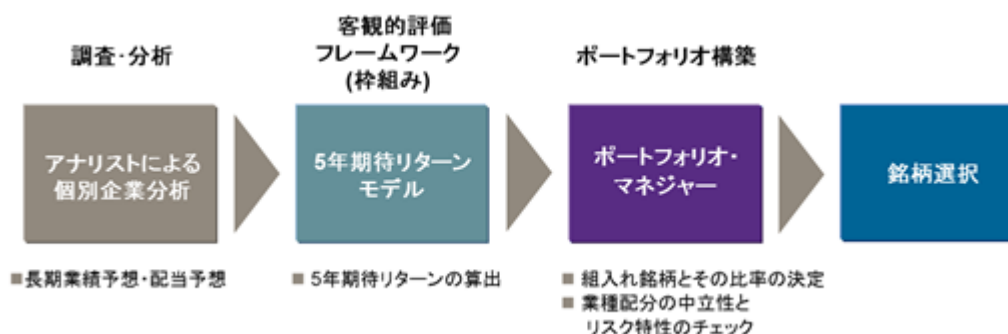 調査・分析
客観的評価
フレームワーク
(枠組み)
ポートフォリオ構築
アナリストによる
個別企業分析
5年期待リターン
モデル
ポートフォリオ・
マネジャー
銘柄選択
■長期業績予想・配当予想
■ 5年期待リターンの算出
■ 組入れ銘柄とその比率の決定
■ 業種配分の中立性と
リスク特性のチェック